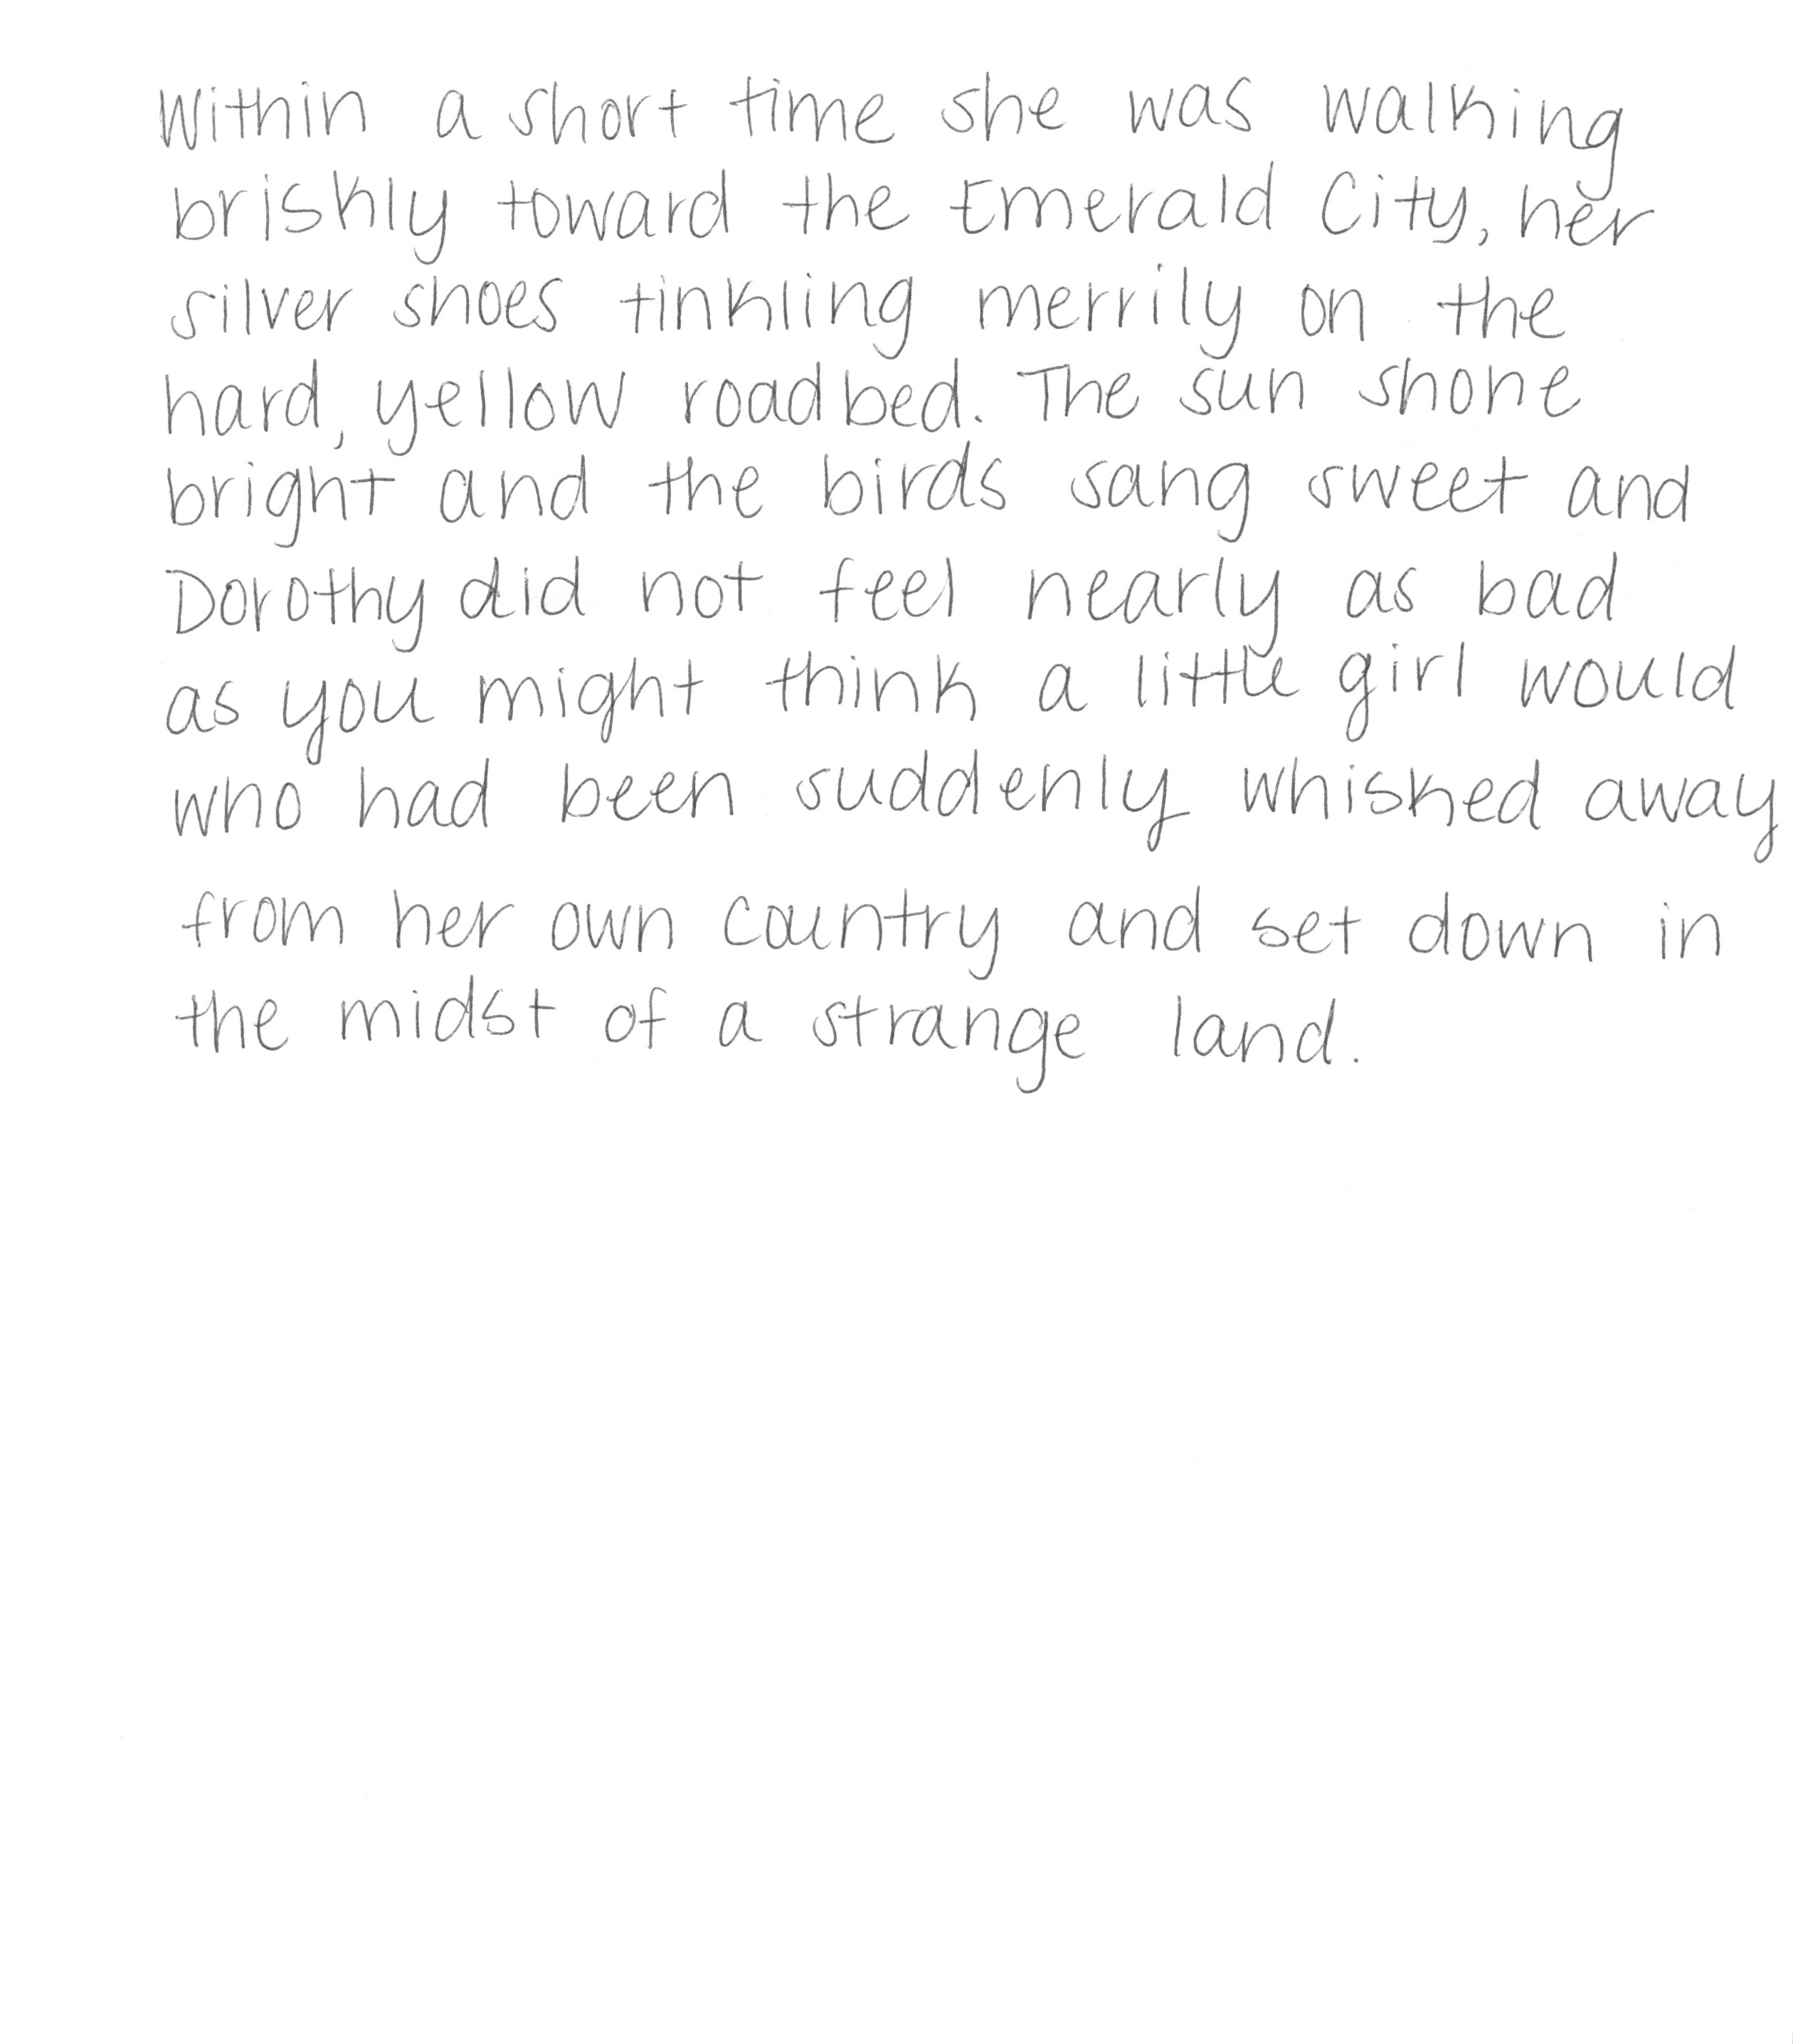 Within a short time she was walking
briskly toward the Emerald City, her
silver shoes tinkling merrily on the
hard, yellow roadbed. The sun shone
bright and the birds sang sweet and
Dorothy did not feel nearly as bad
as you might think a little girl would
who had been suddenly whisked away
from her own country and set down in
the midst of a strange land.